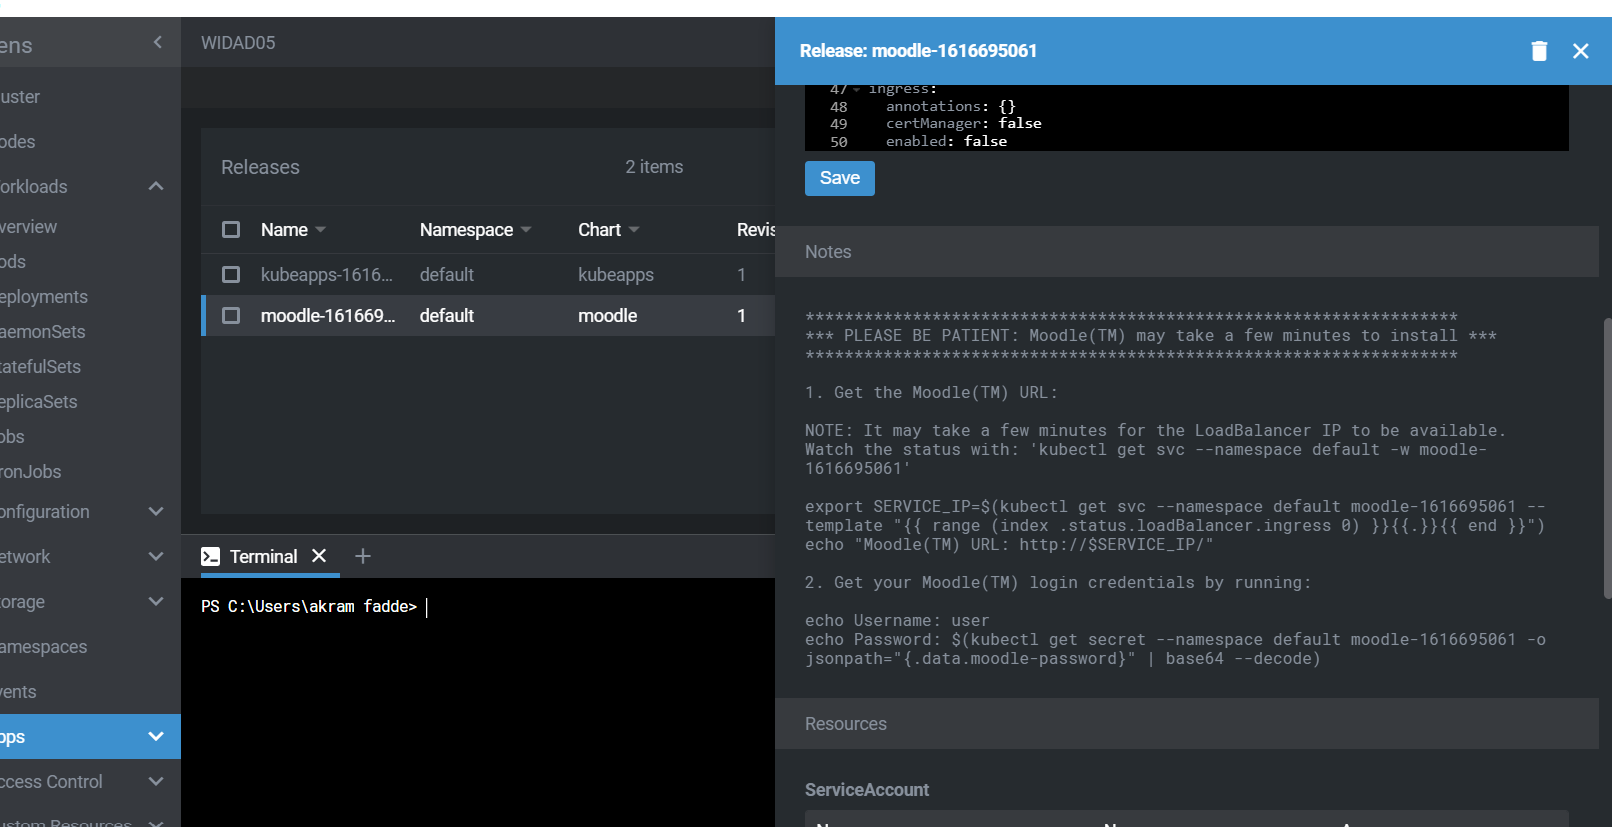 ens
WIDAD05
uster
odes
orkloads
verview
ods
eployments
aemonSets
tatefulSets
eplicaSets
obs
ronJobs
onfiguration
etwork
orage
amespaces
vents
pps
ccess Control
ustom Resources
Releases
2 items
Name Namespace Chart Revis
kubeapps-1616... default kubeapps 1
moodle-161669... default moodle 1
Terminal
PS C:\Users\akram fadde>
Release: moodle-1616695061
47 ingress:
48 annotations: {}
49 certManager: false
50 enabled: false
Save
Notes
*******************************************************************
*** PLEASE BE PATIENT: Moodle(TM) may take a few minutes to install ***
*******************************************************************
1. Get the Moodle(TM) URL:
NOTE: It may take a few minutes for the LoadBalancer IP to be available.
Watch the status with: 'kubectl get svc --namespace default -w moodle-
1616695061'
export SERVICE_IP=$(kubectl get svc --namespace default moodle-1616695061 --
template "{{ range (index .status.loadBalancer.ingress 0) }}{{.}}{{ end }}")
echo "Moodle(TM) URL: http://$SERVICE_IP/"
2. Get your Moodle(TM) login credentials by running:
echo Username: user
echo Password: $(kubectl get secret --namespace default moodle-1616695061 -o
jsonpath="{.data.moodle-password}" | base64 --decode)
Resources
ServiceAccount